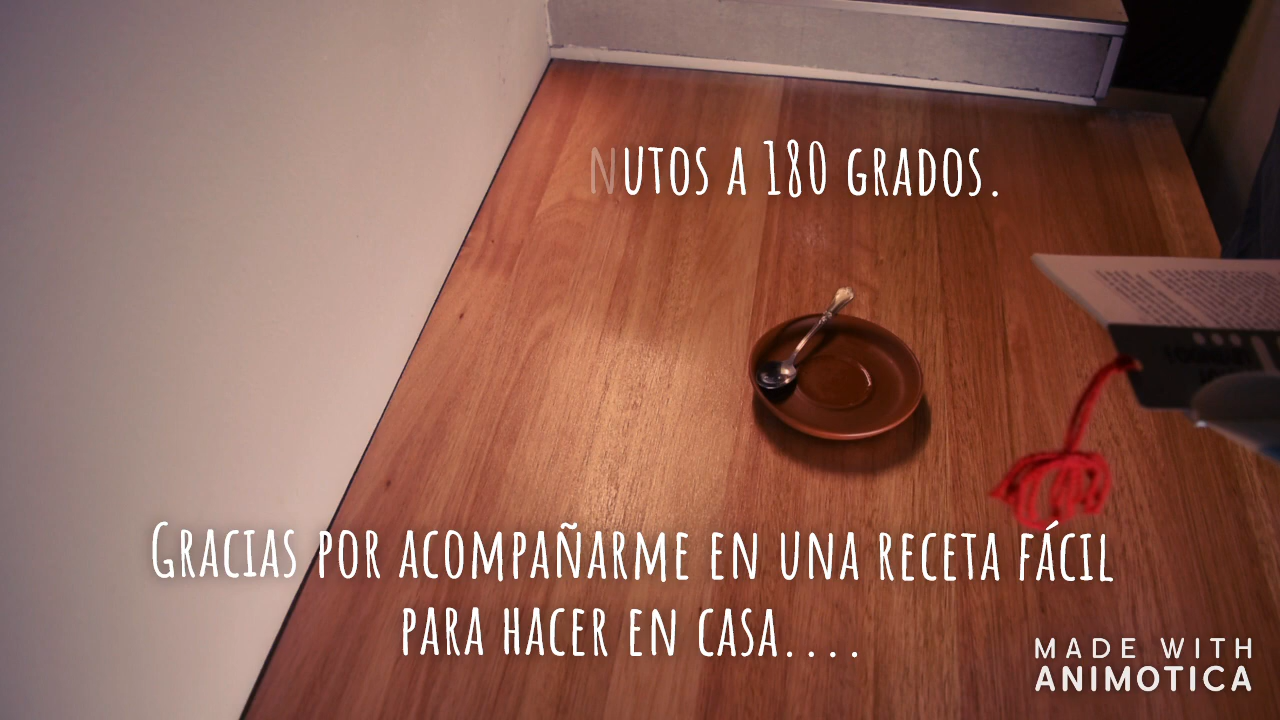 nutos a 180 grados.
Gracias por acompañarme en una receta fácil
para hacer en casa....
MADE WITH
ANIMOTICA